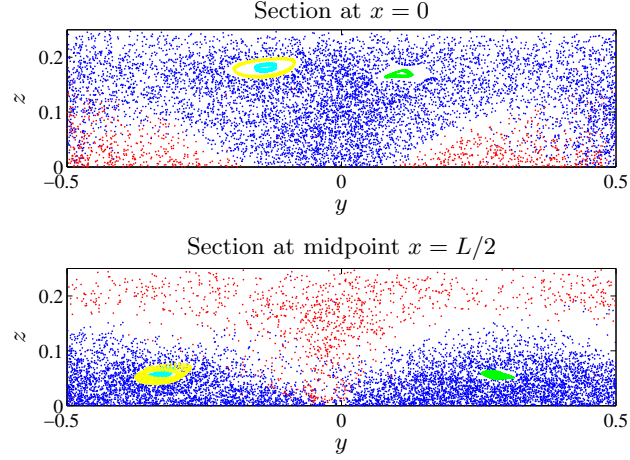 Section at x = 0
0.2
0.1
0
z
−0.5
0
0.5
y
Section at midpoint x = L/2
0.2
0.1
0
z
−0.5
0
0.5
y